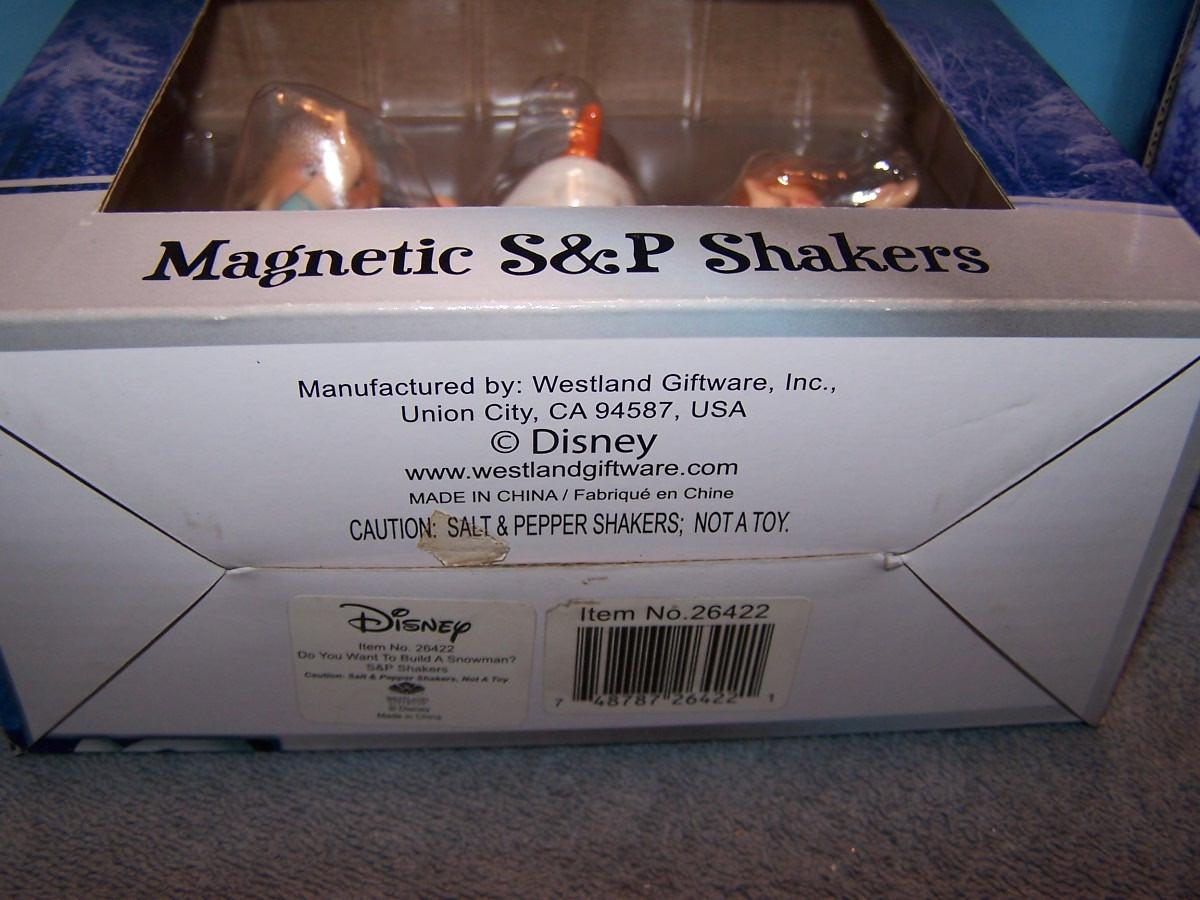 Magnetic S&P Shakers
Manufactured by: Westland Giftware, Inc.,
Union City, CA 94587, USA
© Disney
www.westlandgiftware.com
MADE IN CHINA / Fabriqué en Chine
CAUTION: SALT & PEPPER SHAKERS; NOT A TOY.
Disney
Item No. 26422
Do You Want To Build A Snowman?
S&P Shakers
Caution: Salt & Pepper Shakers, Not A Toy
© Disney
Made in China
Item No.26422
7 48787 26422 1